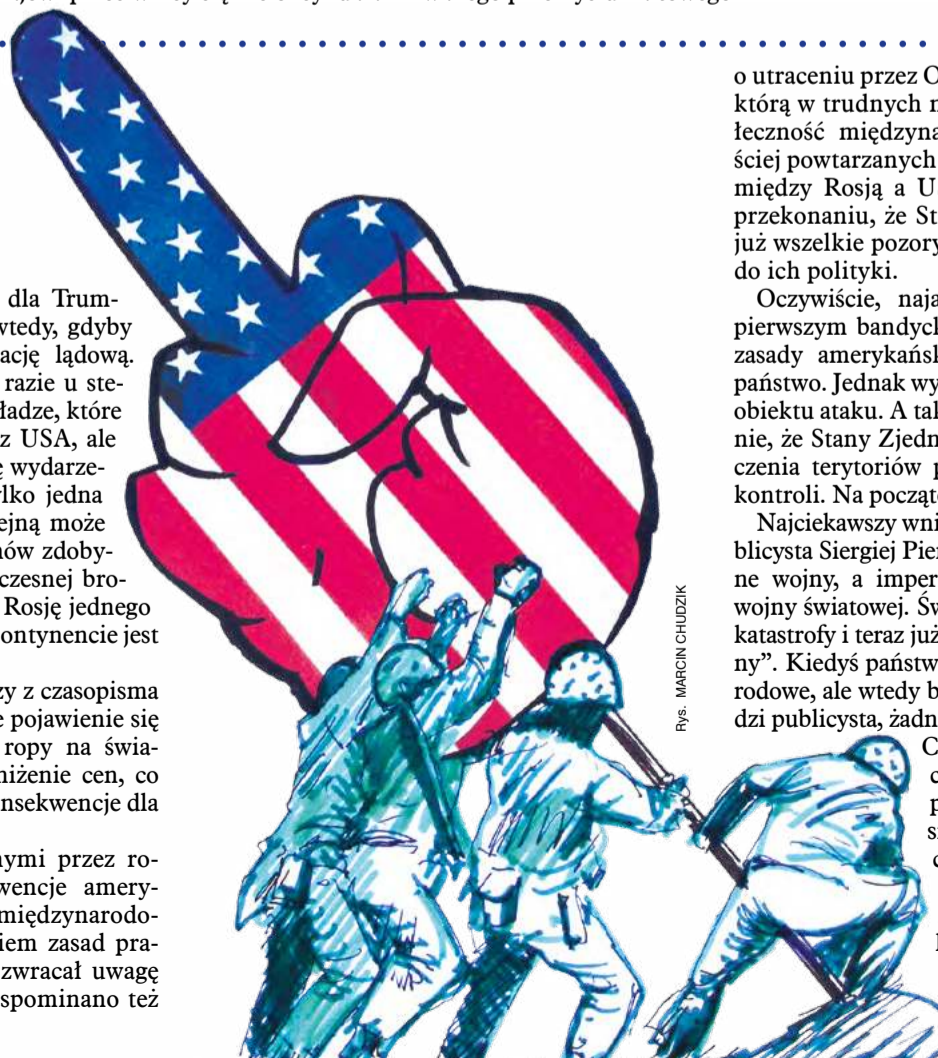 dla Trum-
wtedy, gdyby
ację lądową.
razie u ste-
ładze, które
z USA, ale
ę wydarze-
lko jedna
ejną może
nów zdoby-
czesnej bro-
Rosję jednego
ontynencie jest
zy z czasopisma
e pojawienie się
ropy na świa-
niżenie cen, co
nsekwencje dla
nymi przez ro-
wencje amery-
międzynarodo-
iem zasad pra-
zwracał uwagę
spominano też
Rys. MARCIN CHUDZIK
o utraceniu przez
którą w trudnych
łeczność międzyna
ściej powtarzanych
między Rosją a U
przekonaniu, że St
już wszelkie pozory
do ich polityki.
Oczywiście, naja
pierwszym bandyck
zasady amerykańsk
państwo. Jednak wy
obiektu ataku. A tak
nie, że Stany Zjedn
czenia terytoriów p
kontroli. Na począt
Najciekawszy wni
blicysta Siergiej Pier
ne wojny, a imper
wojny światowej. Św
katastrofy i teraz już
ny”. Kiedyś państw
rodowe, ale wtedy b
dzi publicysta, żadn